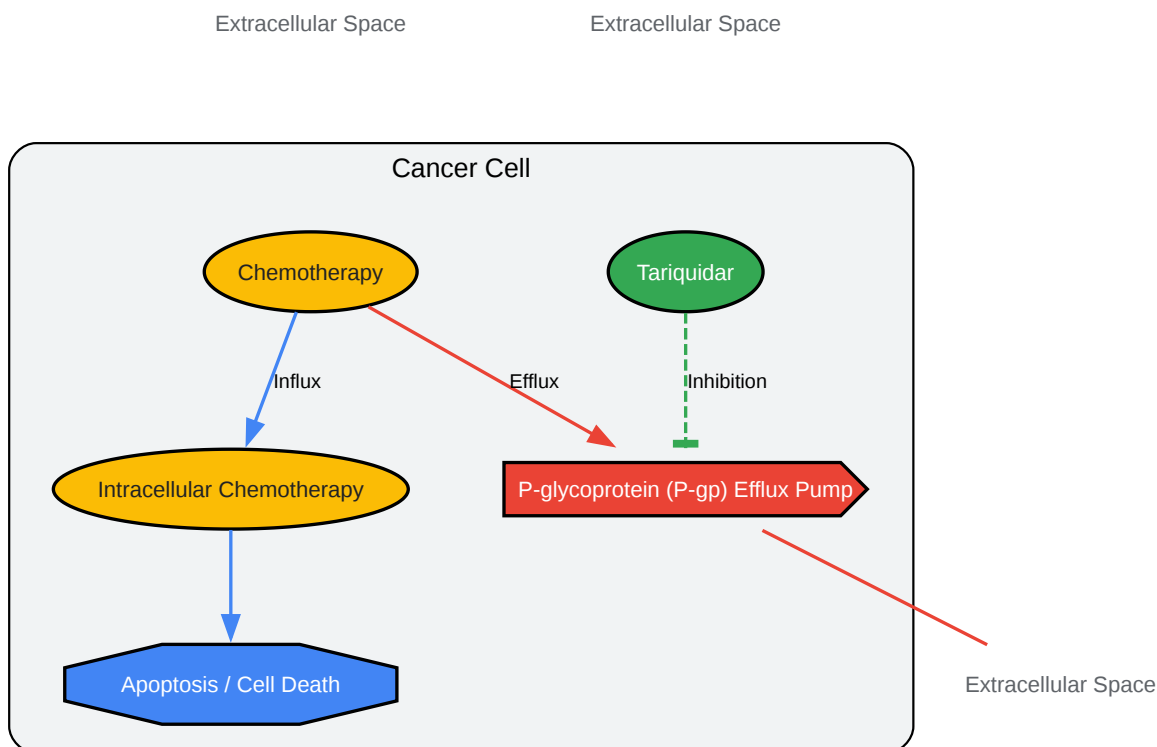 Extracellular Space
Extracellular Space
Cancer Cell
Chemotherapy
Tariquidar
Influx
Efflux
Inhibition
Intracellular Chemotherapy
P-glycoprotein (P-gp) Efflux Pump
Apoptosis / Cell Death
Extracellular Space